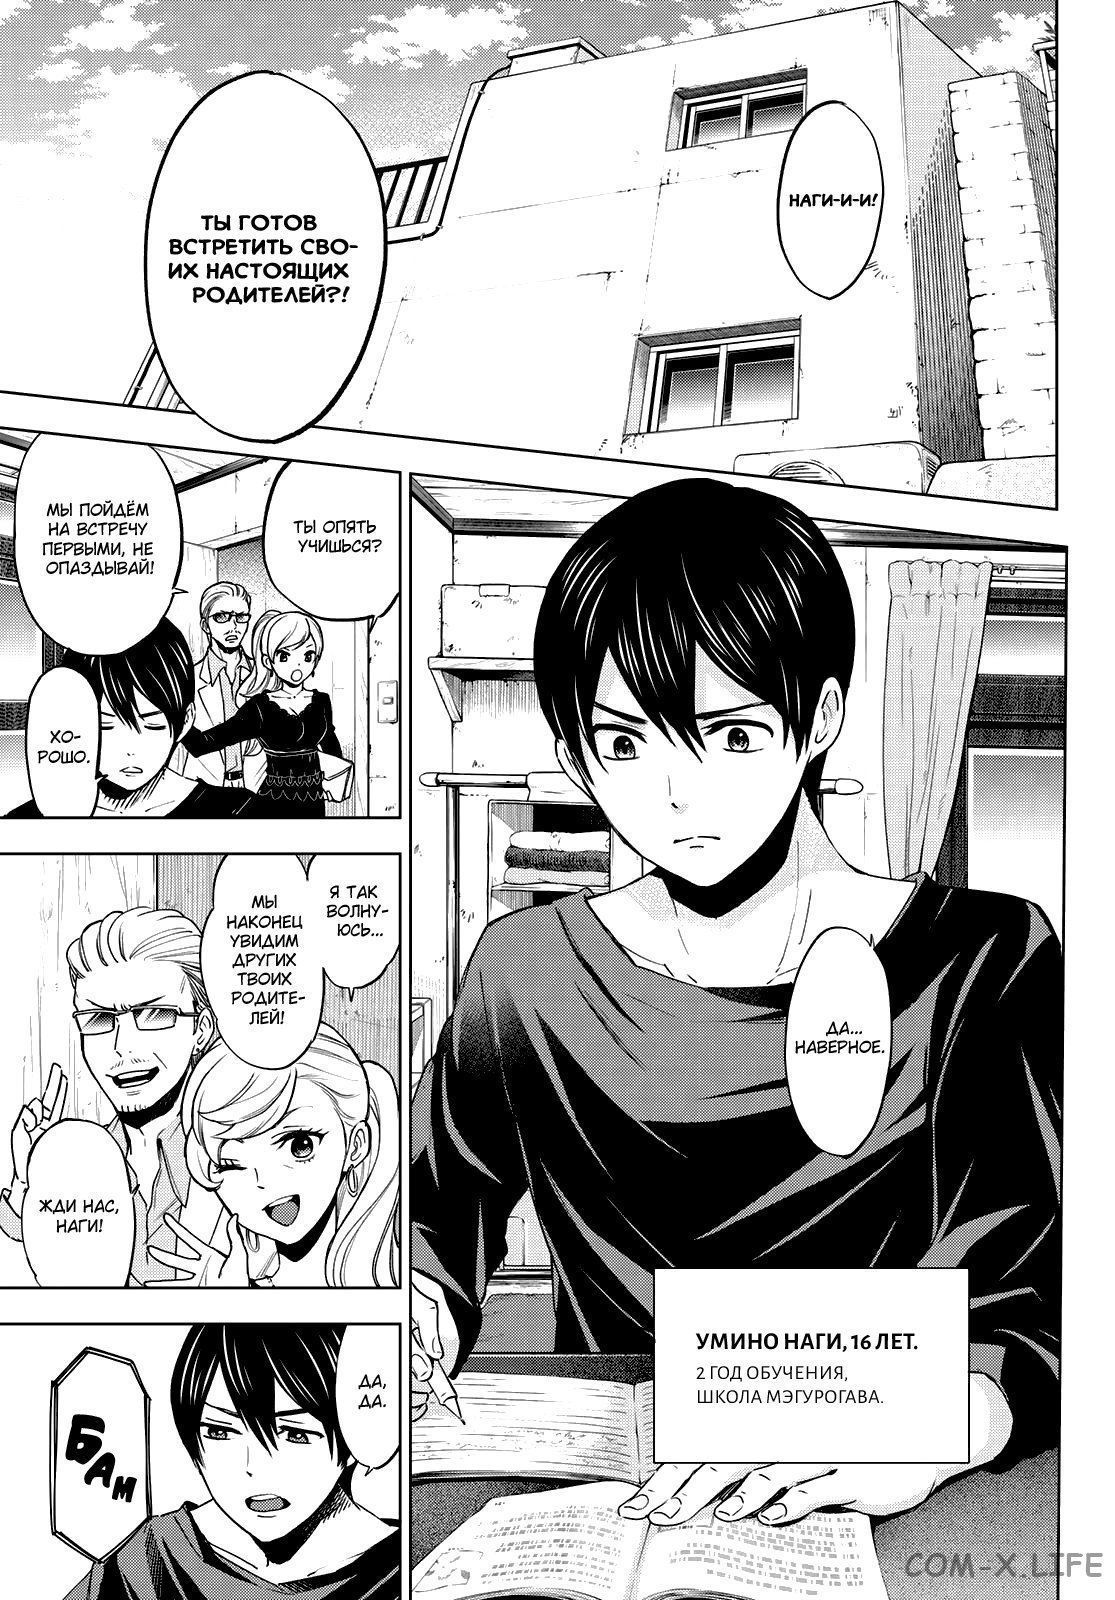 НАГИ-И-И!
ТЫ ГОТОВ
ВСТРЕТИТЬ СВО-
ИХ НАСТОЯЩИХ
РОДИТЕЛЕЙ?!
ДА...
НАВЕРНОЕ.
УМИНО НАГИ, 16 ЛЕТ.
2 ГОД ОБУЧЕНИЯ,
ШКОЛА МЭГУРОГАВА.
ТЫ ОПЯТЬ
УЧИШЬСЯ?
МЫ ПОЙДЁМ
НА ВСТРЕЧУ
ПЕРВЫМИ, НЕ
ОПАЗДЫВАЙ!
ХО-
РОШО.
Я ТАК
ВОЛНУ-
ЮСЬ...
МЫ
НАКОНЕЦ
УВИДИМ
ДРУГИХ
ТВОИХ
РОДИТЕ-
ЛЕЙ!
ЖДИ НАС,
НАГИ!
ДА,
ДА.
БАМ
COM-X.LIFE